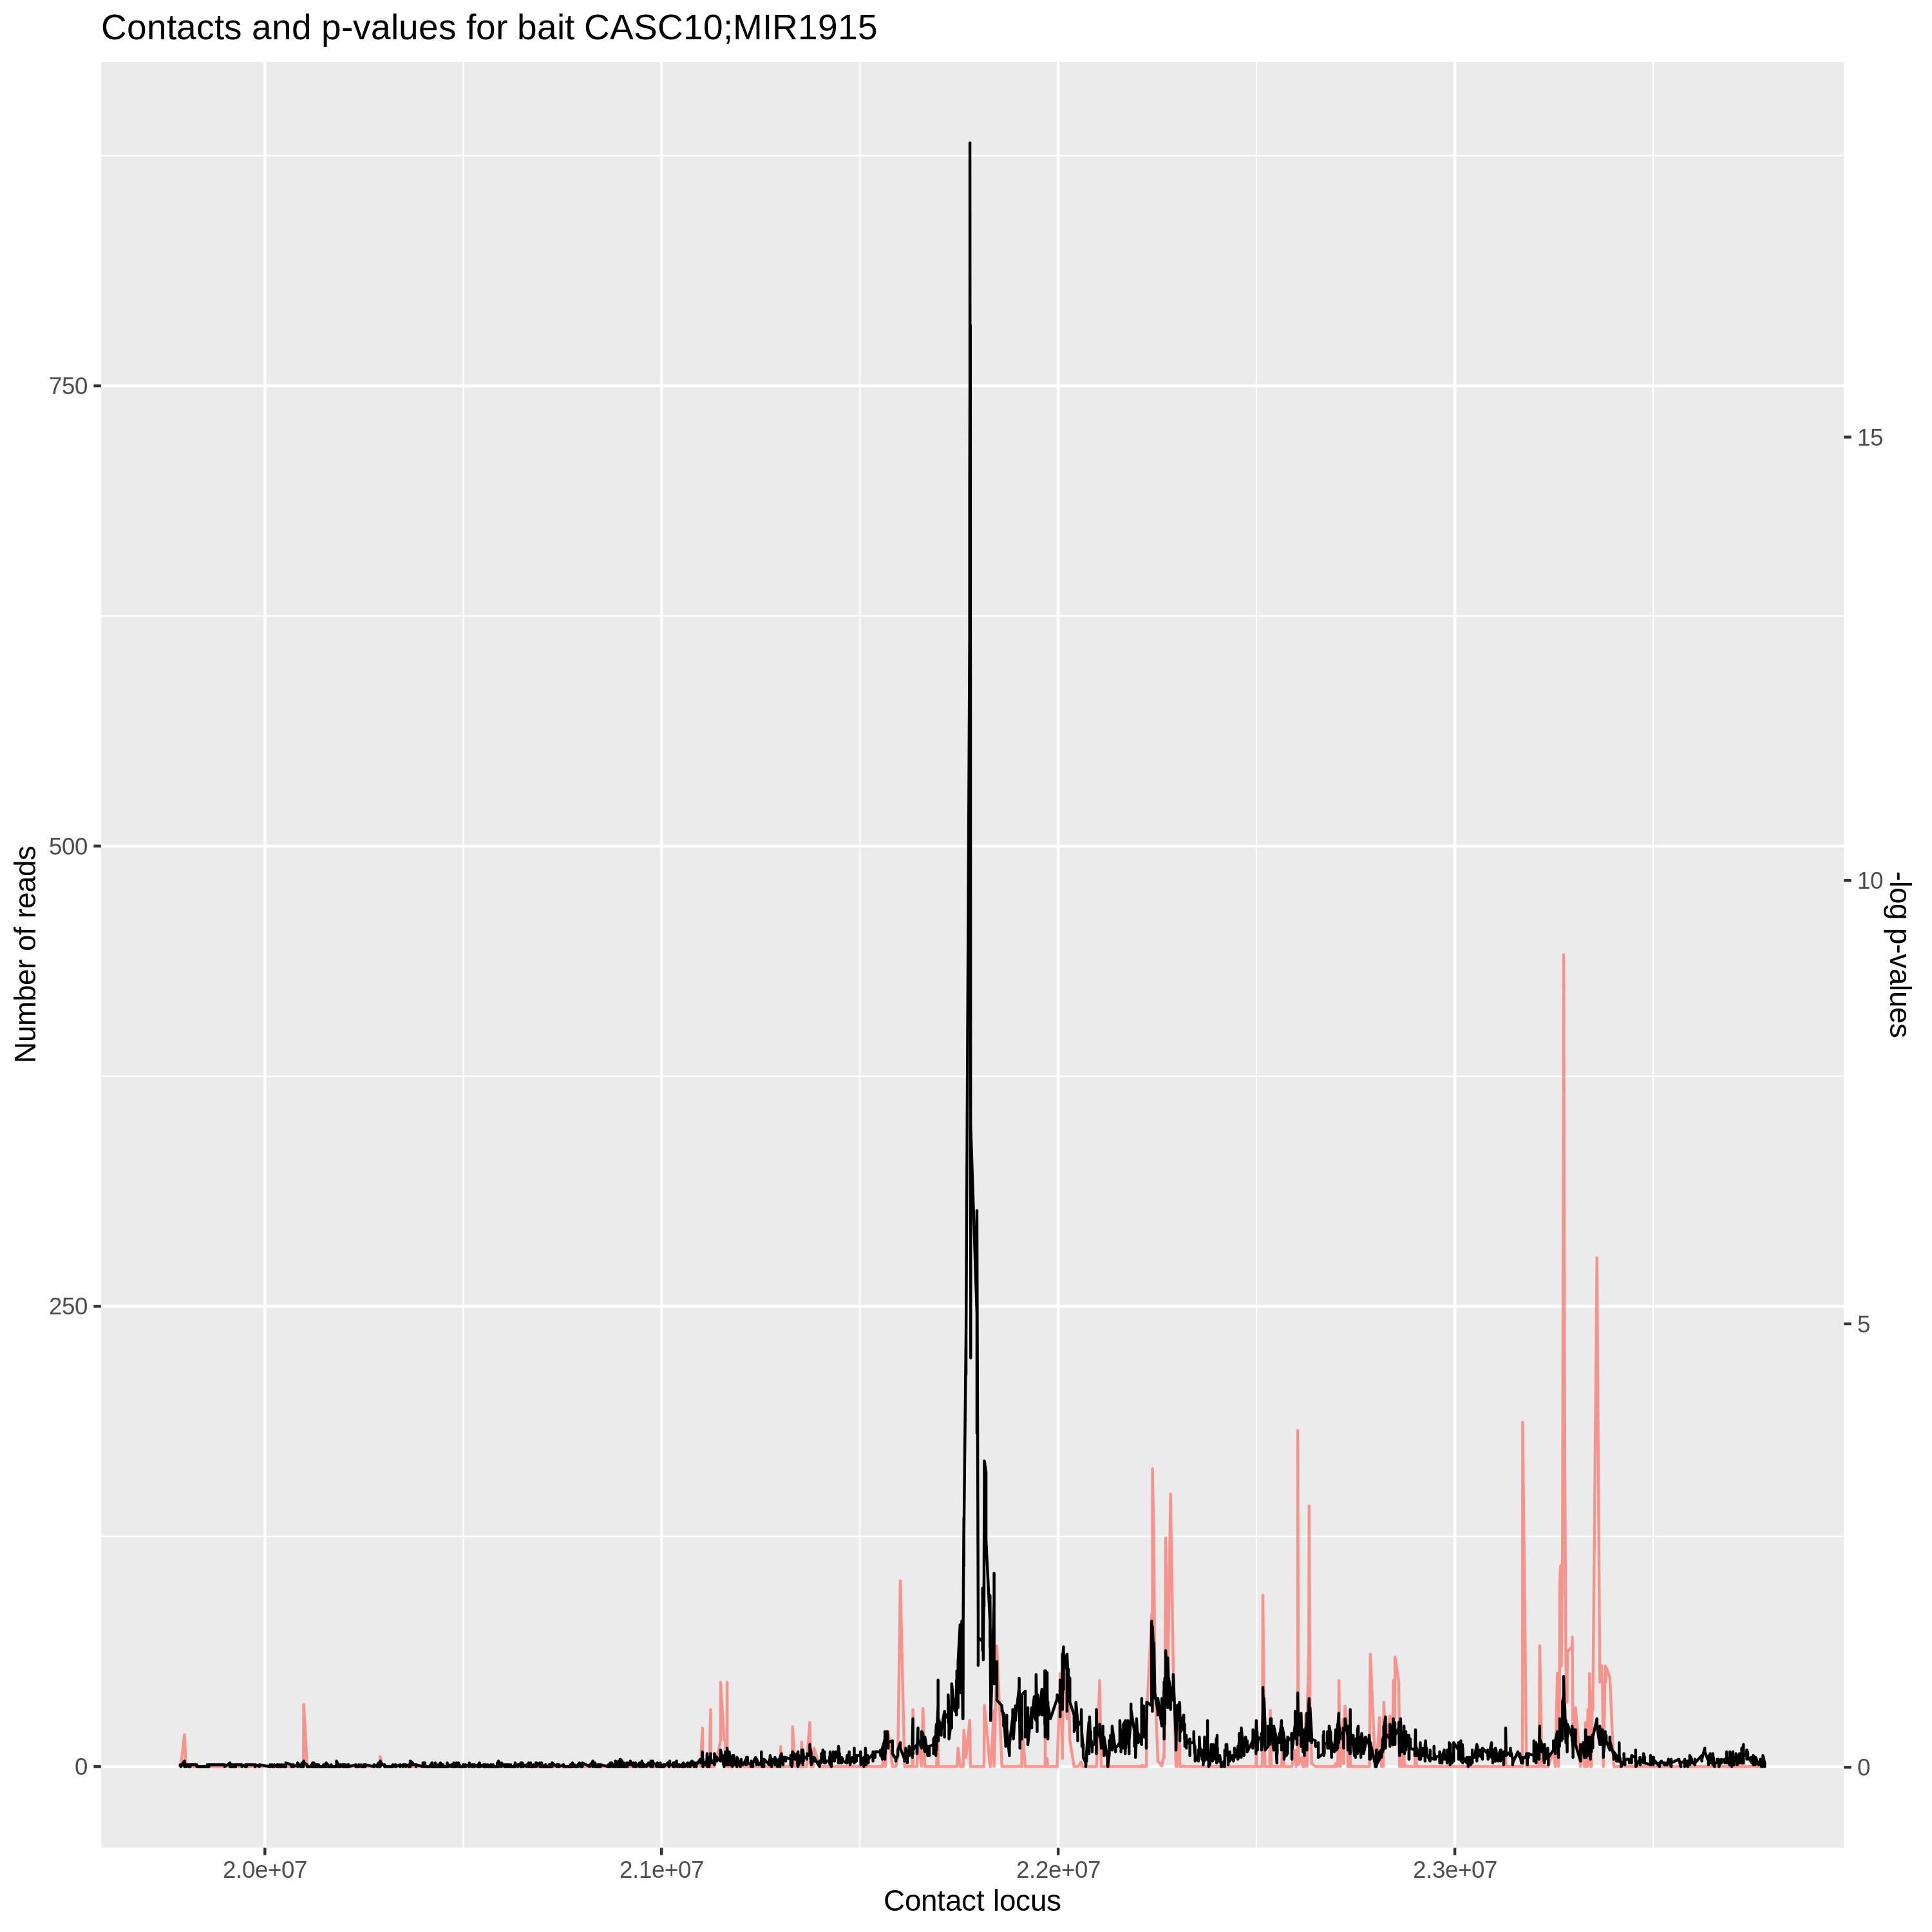 Contacts and p-values for bait CASC10;MIR1915
750
500
250
0
Number of reads
15
10
5
0
-log p-values
2.0e+07
2.1e+07
2.2e+07
2.3e+07
Contact locus